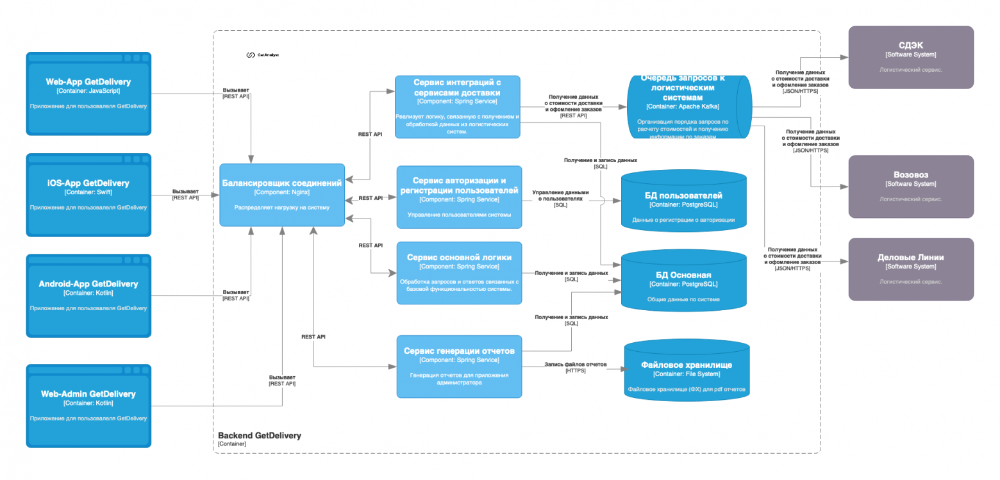 CatAnalyst
Web-App GetDelivery
[Container: JavaScript]
Приложение для пользователя GetDelivery
iOS-App GetDelivery
[Container: Swift]
Приложение для пользователя GetDelivery
Android-App GetDelivery
[Container: Kotlin]
Приложение для пользователя GetDelivery
Web-Admin GetDelivery
[Container: Kotlin]
Приложение для пользователя GetDelivery
Вызывает
[REST API]
Вызывает
[REST API]
Вызывает
[REST API]
Вызывает
[REST API]
Балансировщик соединений
[Component: Nginx]
Распределяет нагрузку на систему
REST API
REST API
REST API
REST API
Сервис интеграций с
сервисами доставки
[Component: Spring Service]
Реализует логику, связанную с получением и
обработкой данных из логистических
систем.
Сервис авторизации и
регистрации пользователей
[Component: Spring Service]
Управление пользователями системы
Сервис основной логики
[Component: Spring Service]
Обработка запросов и ответов связанных с
базовой функциональностью системы.
Сервис генерации отчетов
[Component: Spring Service]
Генерация отчетов для приложения
администратора
Получение данных
о стоимости доставки
и офомление заказов
[REST API]
Получение и запись данных
[SQL]
Управление данными
о пользователях
[SQL]
Получение и запись данных
[SQL]
Получение и запись данных
[SQL]
Запись файлов отчетов
[HTTPS]
Очередь запросов к
логистическим
системам
[Container: Apache Kafka]
Организация порядка запров по
расчету стоимостей и получению
информации по заказам
БД пользователей
[Container: PostgreSQL]
Данные о регистрации о авторизации
БД Основная
[Container: PostgreSQL]
Общие данные по системе
Файловое хранилище
[Container: File System]
Файловое хранилище (ФХ) для pdf отчетов
Получение данных
о стоимости доставки
и офомление заказов
[JSON/HTTPS]
Получение данных
о стоимости доставки
и офомление заказов
[JSON/HTTPS]
Получение данных
о стоимости доставки
и офомление заказов
[JSON/HTTPS]
СДЭК
[Software System]
Логистический сервис.
Возовоз
[Software System]
Логистический сервис.
Деловые Линии
[Software System]
Логистический сервис.
Backend GetDelivery
[Container]